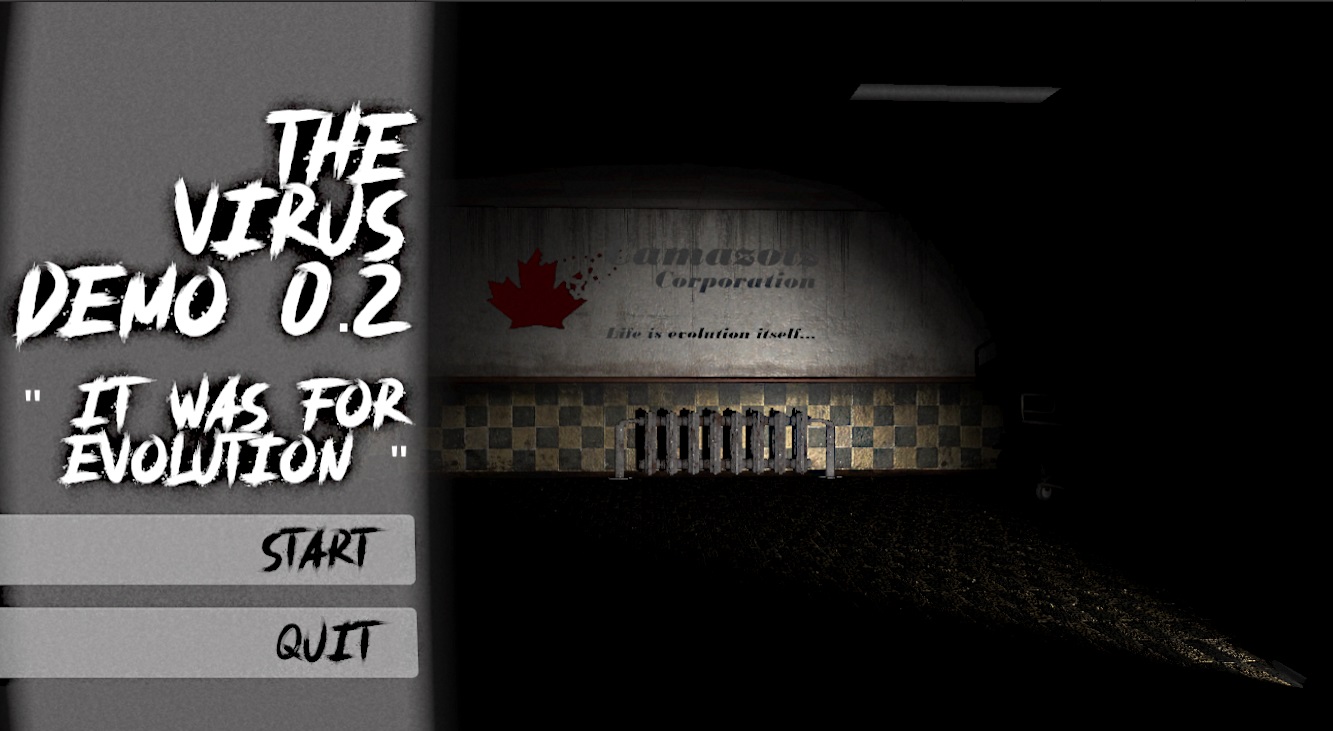 THE
VIRUS
DEMO 0.2
" IT WAS FOR
EVOLUTION "
START
QUIT
Corporation
Life is evolution itself...